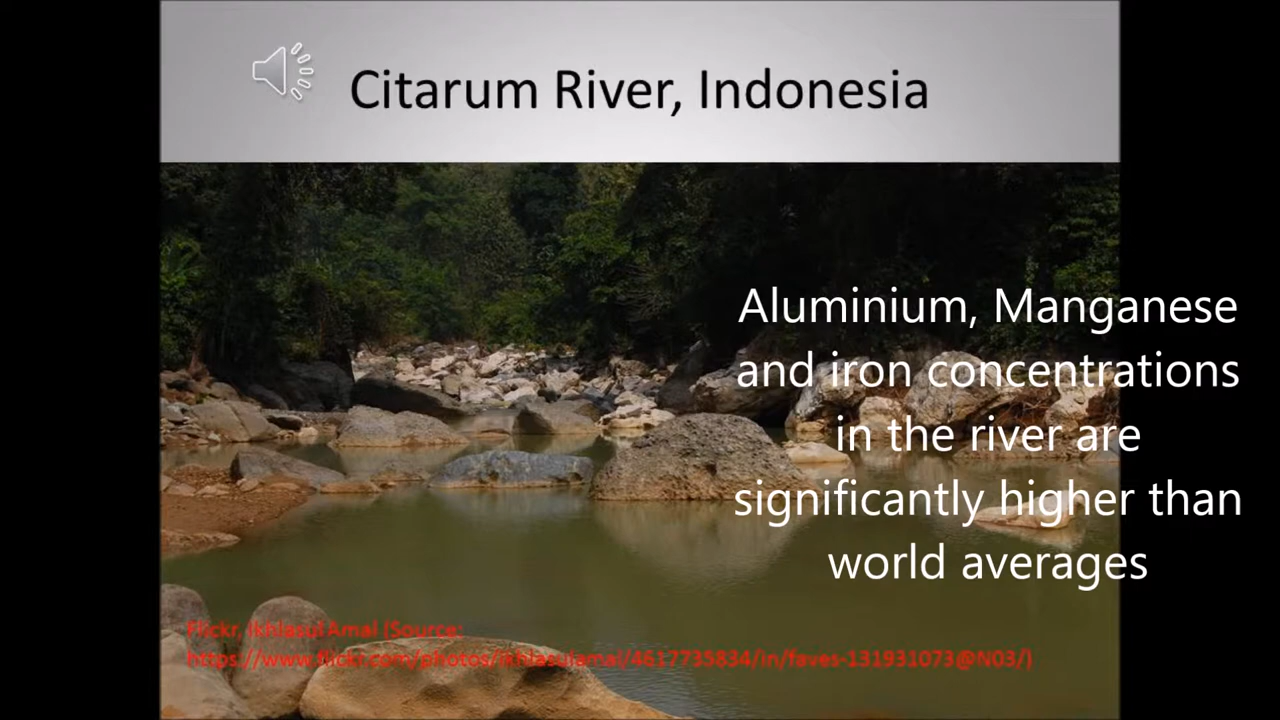 Citarum River, Indonesia
Aluminium, Manganese
and iron concentrations
in the river are
significantly higher than
world averages
Flickr, Ikhlasul Amal (Source:
https://www.flickr.com/photos/ikhlasulamal/4617735834/in/faves-131931073@N03/)